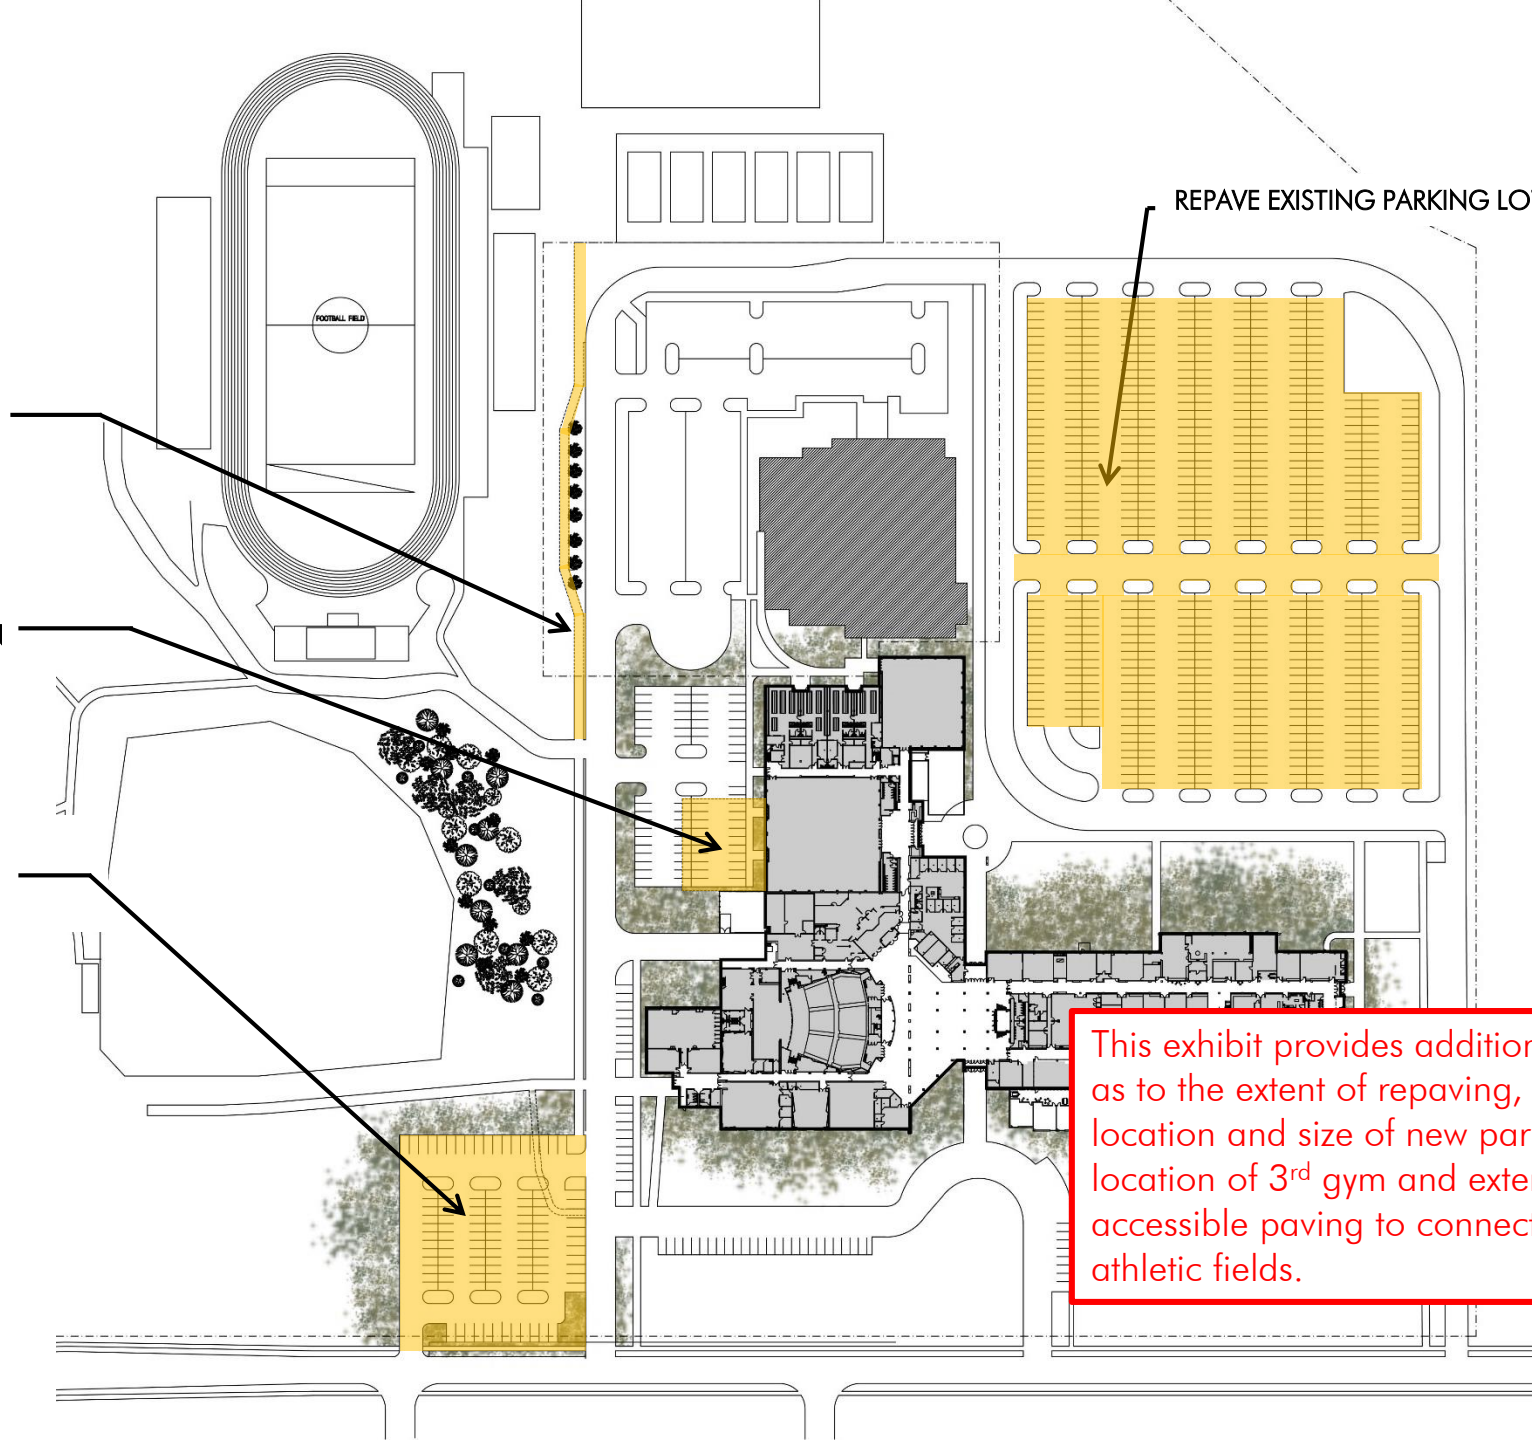 REPAVE EXISTING PARKING LO
FOOTBALL FIELD
This exhibit provides addition
as to the extent of repaving,
location and size of new par
location of 3rd gym and exte
accessible paving to connect
athletic fields.